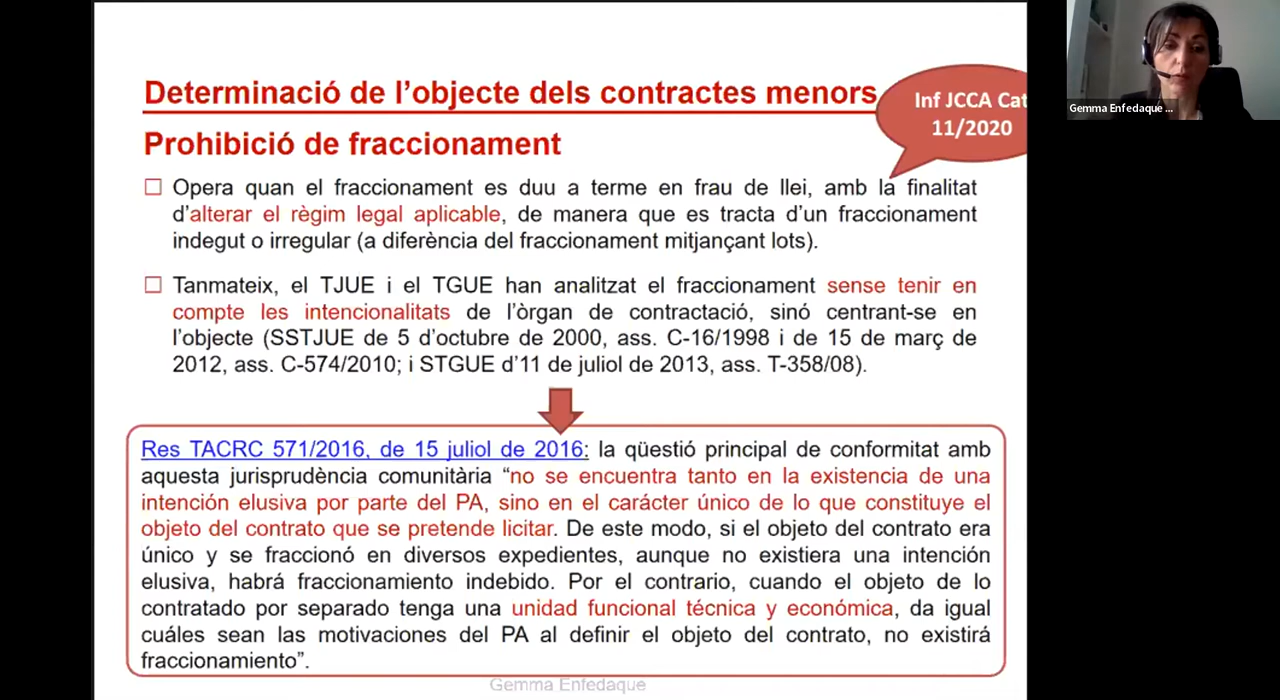 Determinació de l’objecte dels contractes menors
Inf JCCA Cat
11/2020
Gemma Enfedaque ...
Prohibició de fraccionament
☐ Opera quan el fraccionament es duu a terme en frau de llei, amb la finalitat
d’alterar el règim legal aplicable, de manera que es tracta d’un fraccionament
indegut o irregular (a diferència del fraccionament mitjançant lots).
☐ Tanmateix, el TJUE i el TGUE han analitzat el fraccionament sense tenir en
compte les intencionalitats de l’òrgan de contractació, sinó centrant-se en
l’objecte (SSTJUE de 5 d’octubre de 2000, ass. C-16/1998 i de 15 de març de
2012, ass. C-574/2010; i STGUE d’11 de juliol de 2013, ass. T-358/08).
Res TACRC 571/2016, de 15 juliol de 2016: la qüestió principal de conformitat amb
aquesta jurisprudència comunitària “no se encuentra tanto en la existencia de una
intención elusiva por parte del PA, sino en el carácter único de lo que constituye el
objeto del contrato que se pretende licitar. De este modo, si el objeto del contrato era
único y se fraccionó en diversos expedientes, aunque no existiera una intención
elusiva, habrá fraccionamiento indebido. Por el contrario, cuando el objeto de lo
contratado por separado tenga una unidad funcional técnica y económica, da igual
cuáles sean las motivaciones del PA al definir el objeto del contrato, no existirá
fraccionamiento”.
Gemma Enfedaque